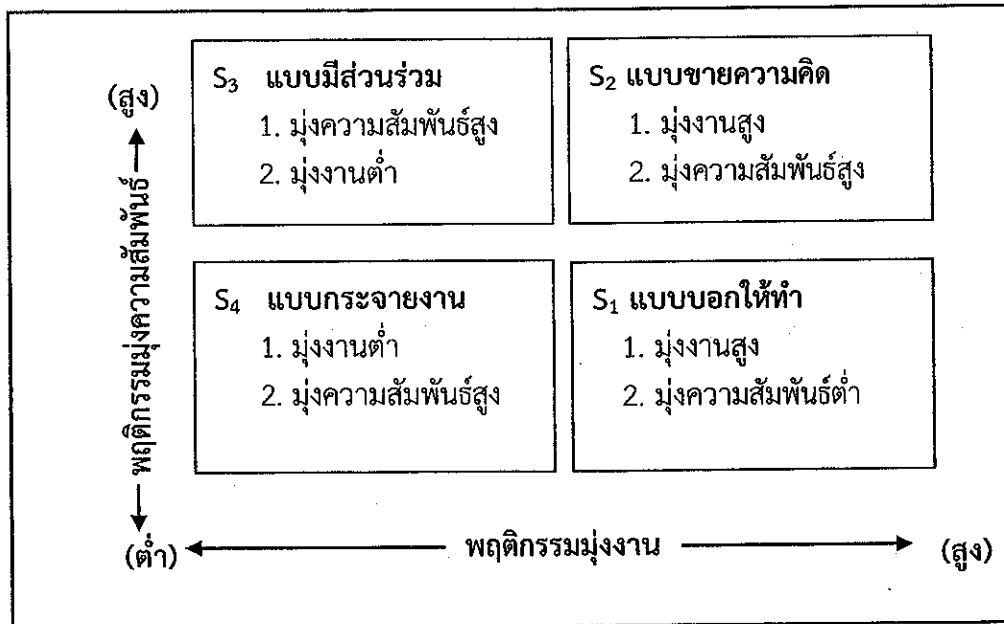 (สูง)
พฤติกรรมมุ่งความสัมพันธ์
S₃ แบบมีส่วนร่วม
1. มุ่งความสัมพันธ์สูง
2. มุ่งงานต่ำ
S₂ แบบขายความคิด
1. มุ่งงานสูง
2. มุ่งความสัมพันธ์สูง
S₄ แบบกระจายงาน
1. มุ่งงานต่ำ
2. มุ่งความสัมพันธ์สูง
S₁ แบบบอกให้ทำ
1. มุ่งงานสูง
2. มุ่งความสัมพันธ์ต่ำ
(ต่ำ) พฤติกรรมมุ่งงาน (สูง)